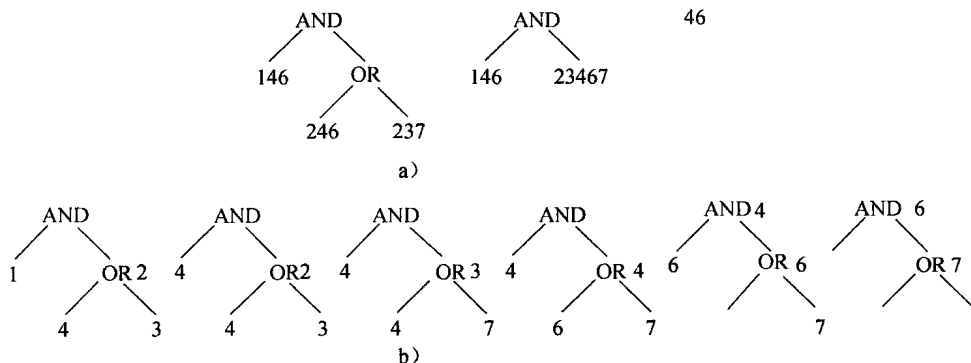 AND AND 46
146 OR 146 23467
246 237
a）
AND AND AND AND AND 4 AND 6
1 OR 2 4 OR 2 4 OR 3 4 OR 4 6 OR 6 OR 7
4 3 4 3 4 7 6 7 7
b）